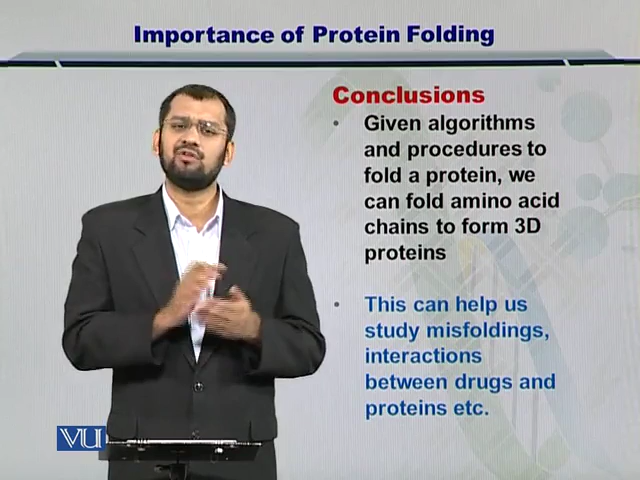 Importance of Protein Folding
Conclusions
• Given algorithms
and procedures to
fold a protein, we
can fold amino acid
chains to form 3D
proteins
• This can help us
study misfoldings,
interactions
between drugs and
proteins etc.
VU